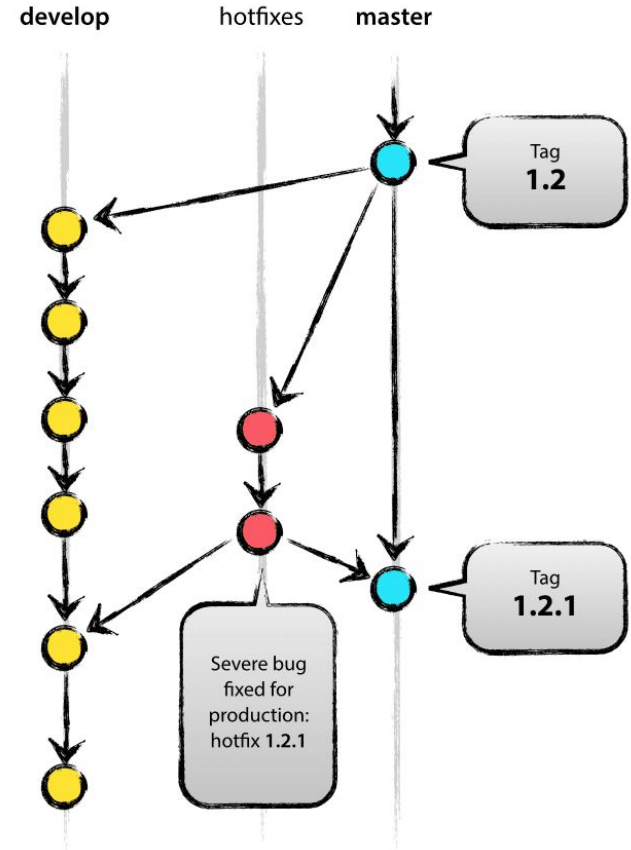 develop hotfixes master
Tag
1.2
Tag
1.2.1
Severe bug
fixed for
production:
hotfix 1.2.1